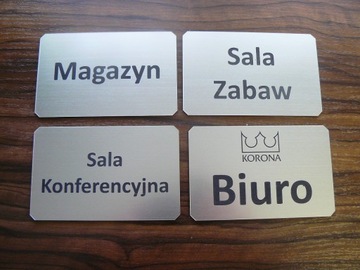 Magazyn
Sala
Zabaw
Sala
Konferencyjna
KORONA
Biuro